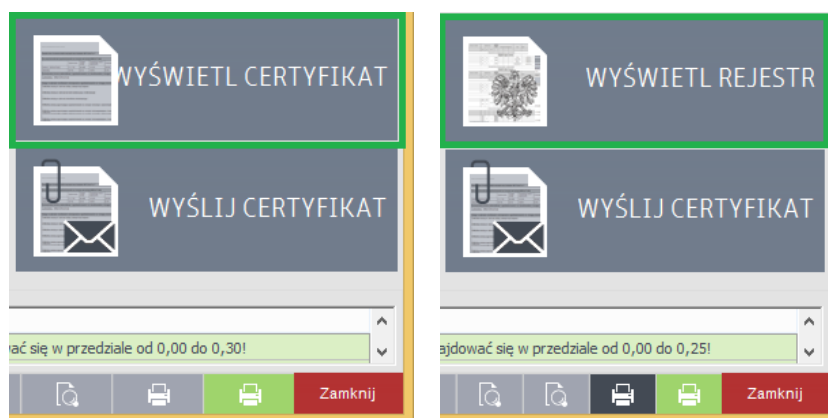 WYŚWIETL CERTYFIKAT
WYŚLIJ CERTYFIKAT
ać się w przedziale od 0,00 do 0,30!
Zamknij
WYŚWIETL REJESTR
WYŚLIJ CERTYFIKAT
ajdować się w przedziale od 0,00 do 0,25!
Zamknij